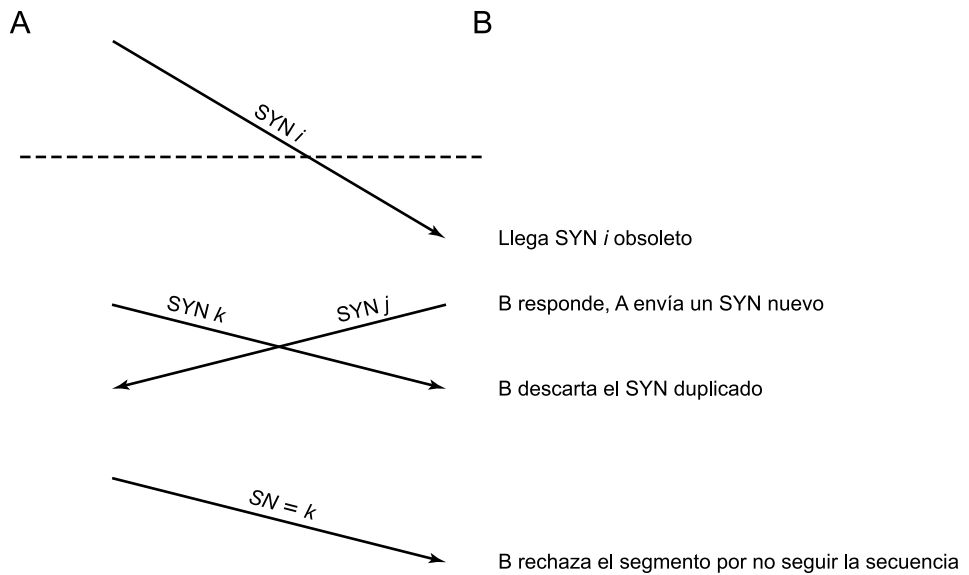 A
B
SYN i
Llega SYN i obsoleto
SYN k
SYN j
B responde, A envía un SYN nuevo
B descarta el SYN duplicado
SN = k
B rechaza el segmento por no seguir la secuencia